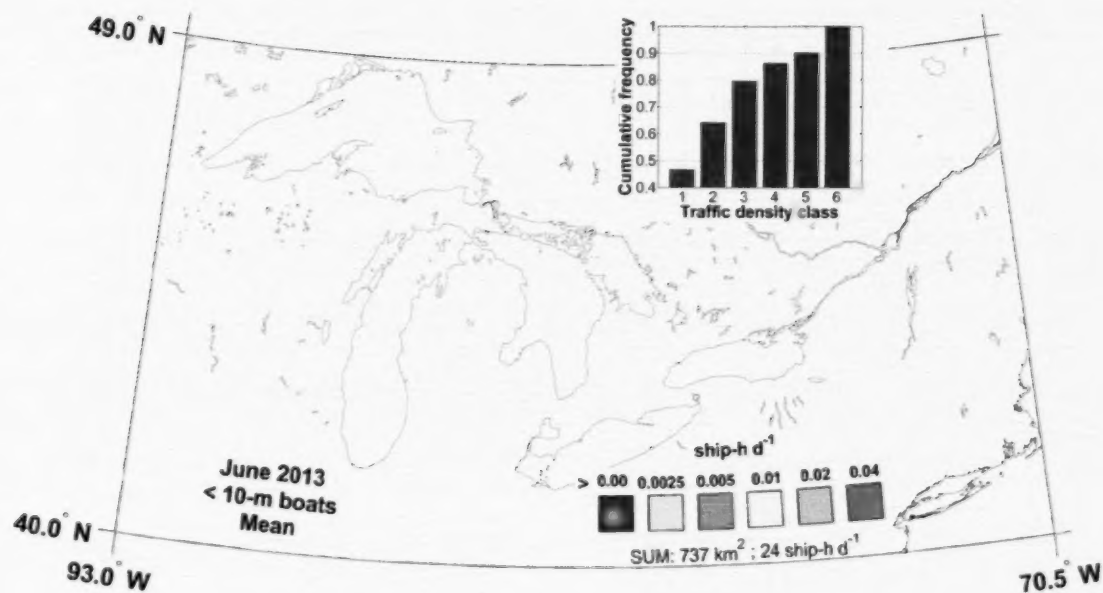 49.0° N
Cumulative frequency
1
0.9
0.8
0.7
0.6
0.5
0.4
1 2 3 4 5 6
Traffic density class
June 2013
< 10-m boats
Mean
ship-h d⁻¹
> 0.00 0.0025 0.005 0.01 0.02 0.04
SUM: 737 km² ; 24 ship-h d⁻¹
40.0° N
93.0° W
70.5° W